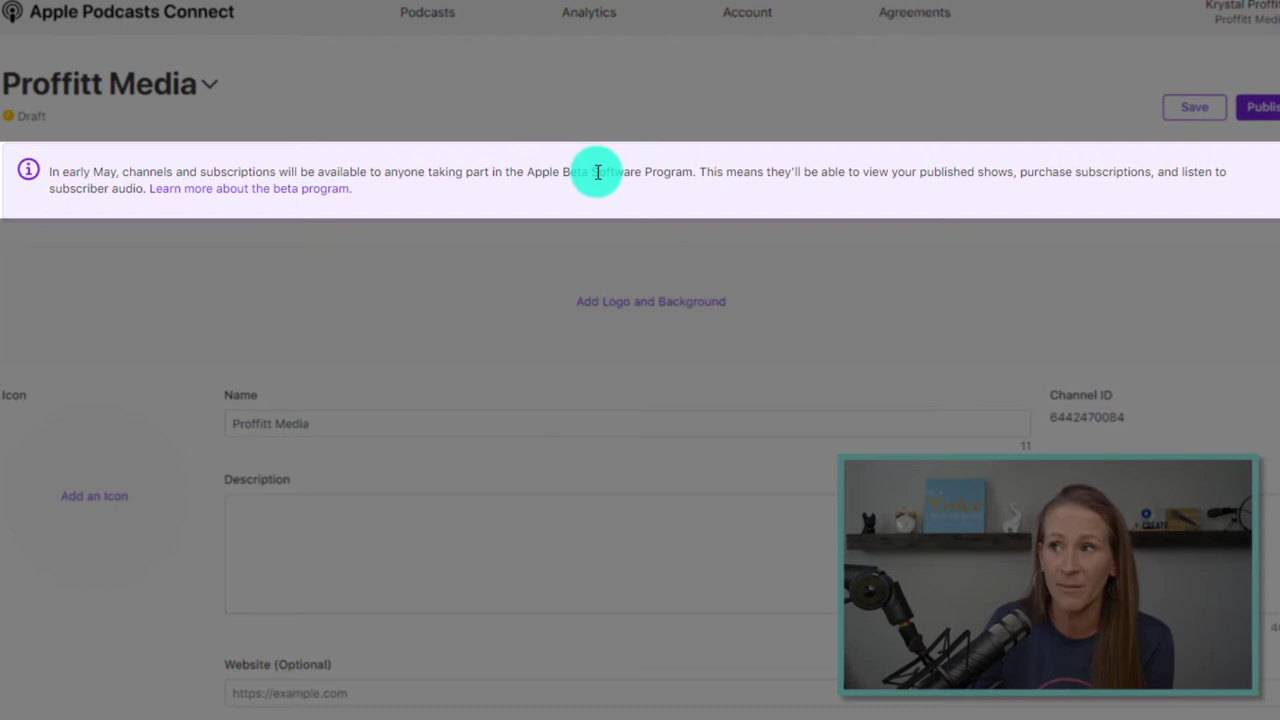 Apple Podcasts Connect
Podcasts
Analytics
Account
Agreements
Krystal
Proffitt
Proffitt Media
Draft
Save
In early May, channels and subscriptions will be available to anyone taking part in the Apple Beta Software Program. This means they'll be able to view your published shows, purchase subscriptions, and listen to
subscriber audio. Learn more about the beta program.
Add Logo and Background
Icon
Name
Channel ID
Proffitt Media
6442470084
11
Description
Add an Icon
CREATE
Website (Optional)
https://example.com